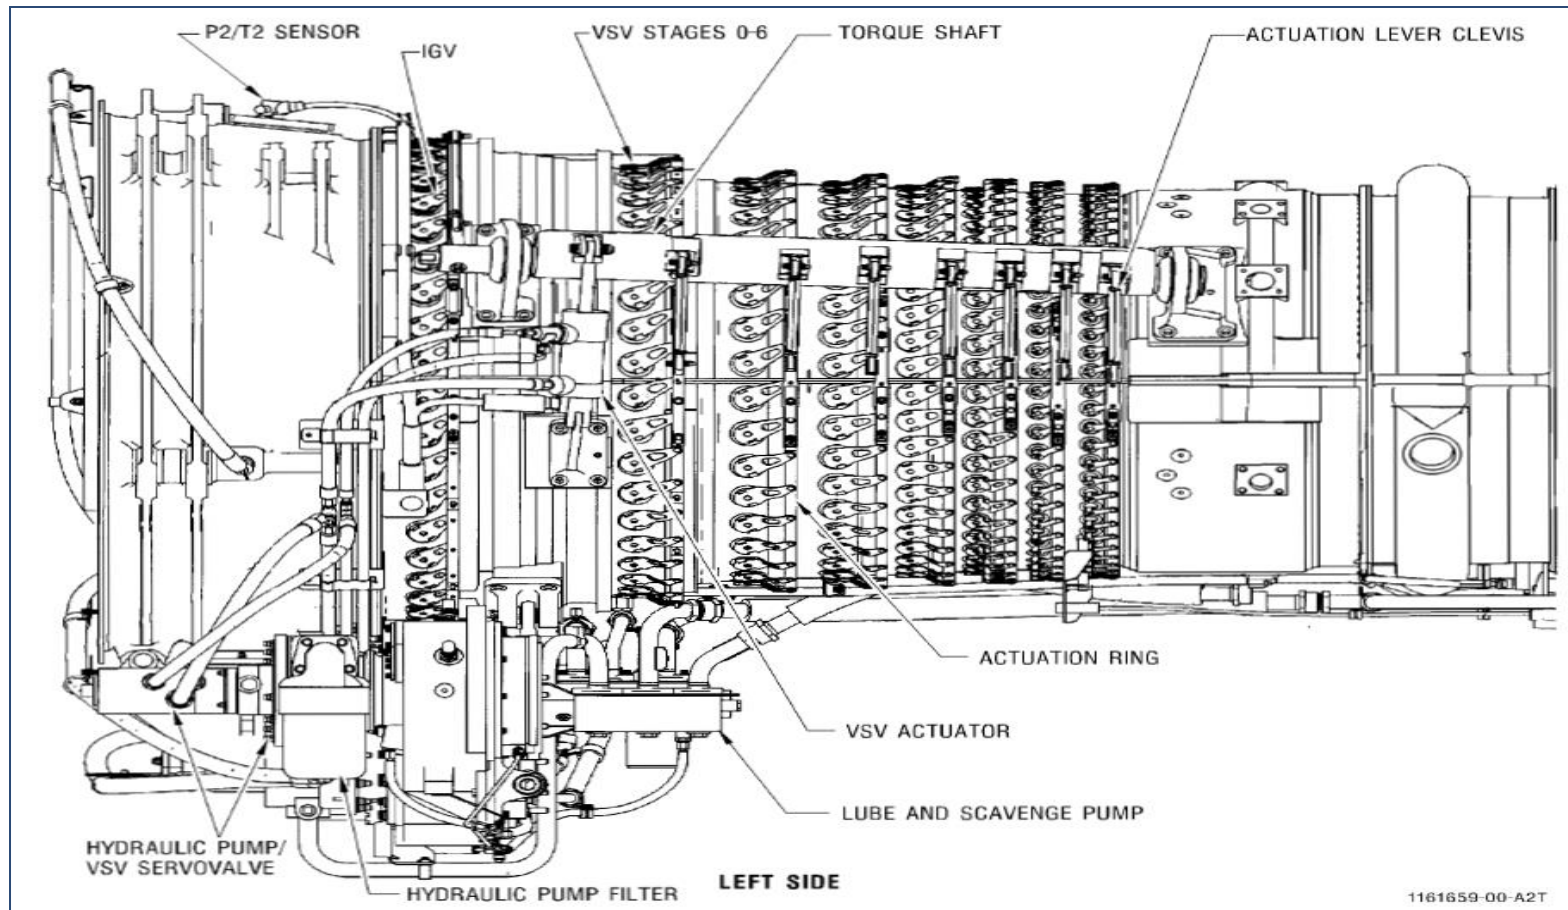 P2/T2 SENSOR
IGV
VSV STAGES 0-6
TORQUE SHAFT
ACTUATION LEVER CLEVIS
ACTUATION RING
VSV ACTUATOR
LUBE AND SCAVENGE PUMP
HYDRAULIC PUMP/
VSV SERVOVALVE
HYDRAULIC PUMP FILTER
LEFT SIDE
1161659-00-A2T